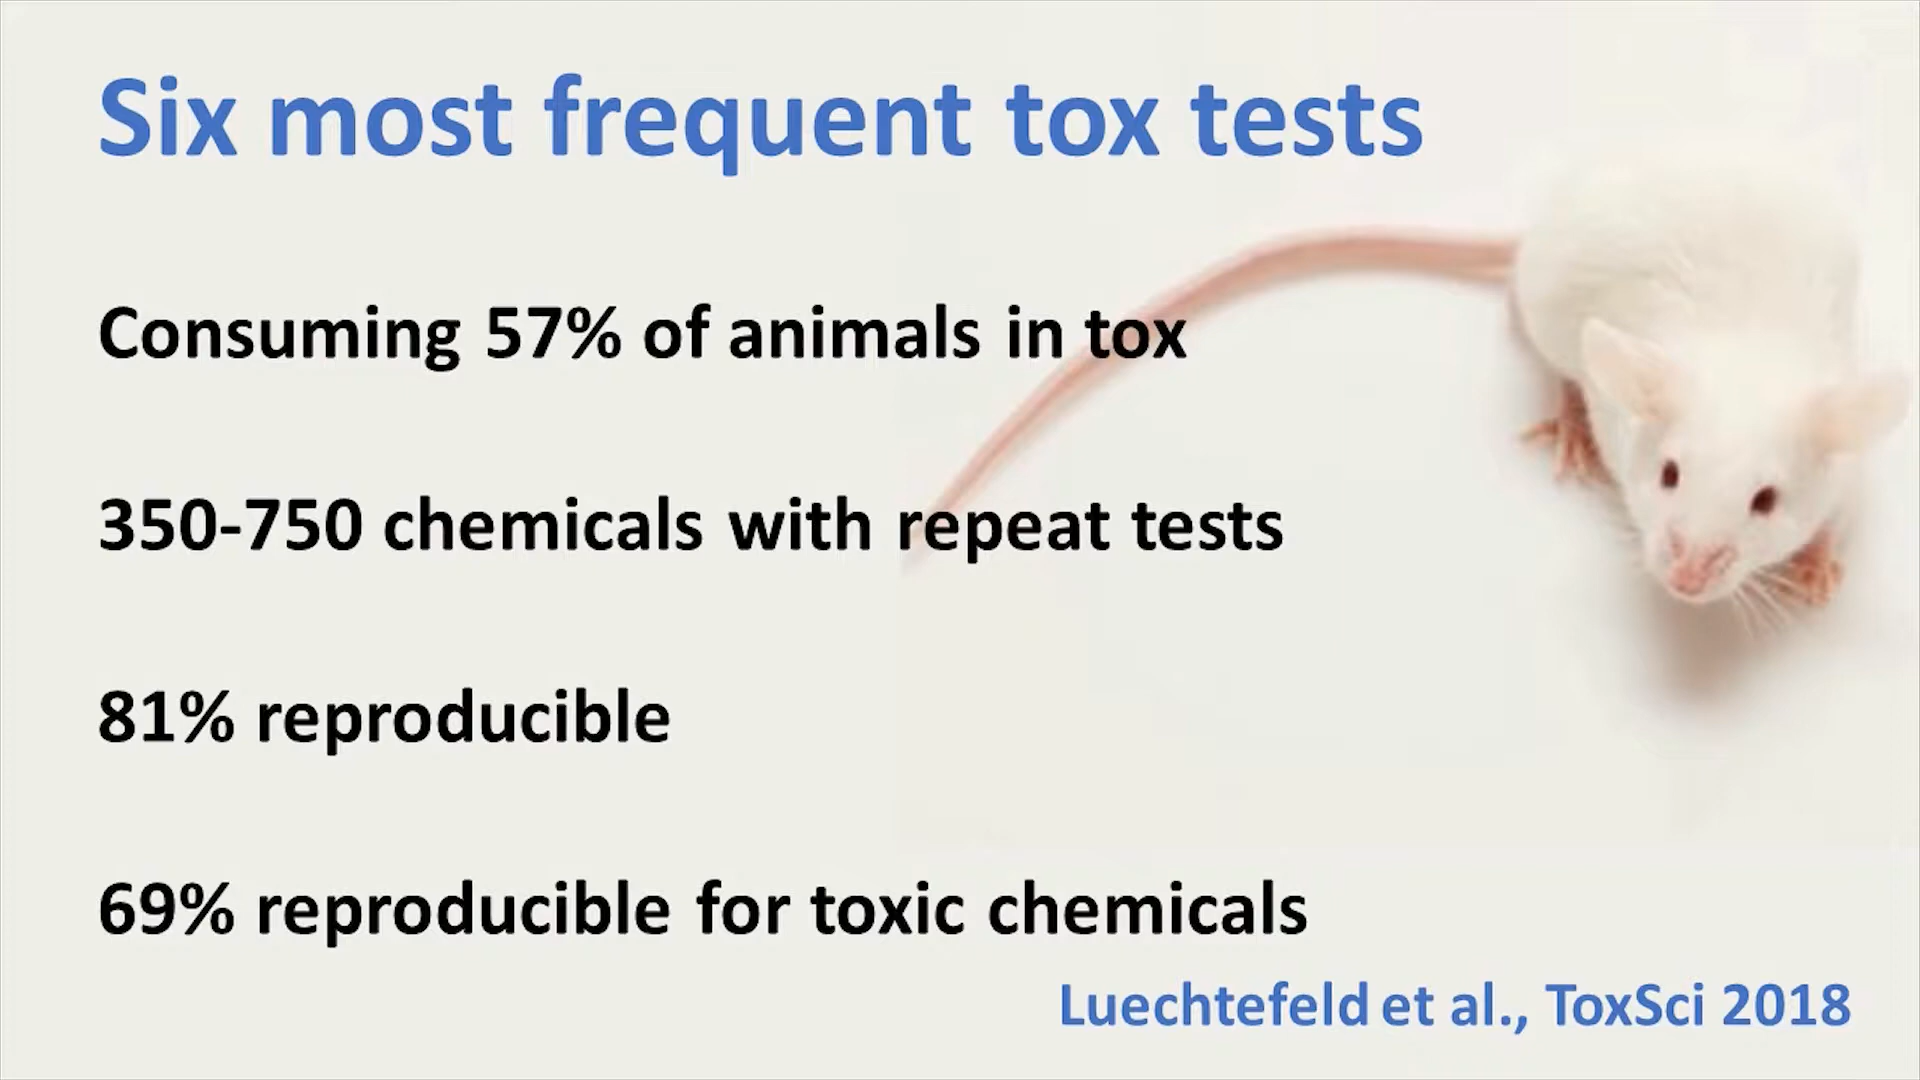 Six most frequent tox tests
Consuming 57% of animals in tox
350-750 chemicals with repeat tests
81% reproducible
69% reproducible for toxic chemicals
Luechtefeld et al., ToxSci 2018